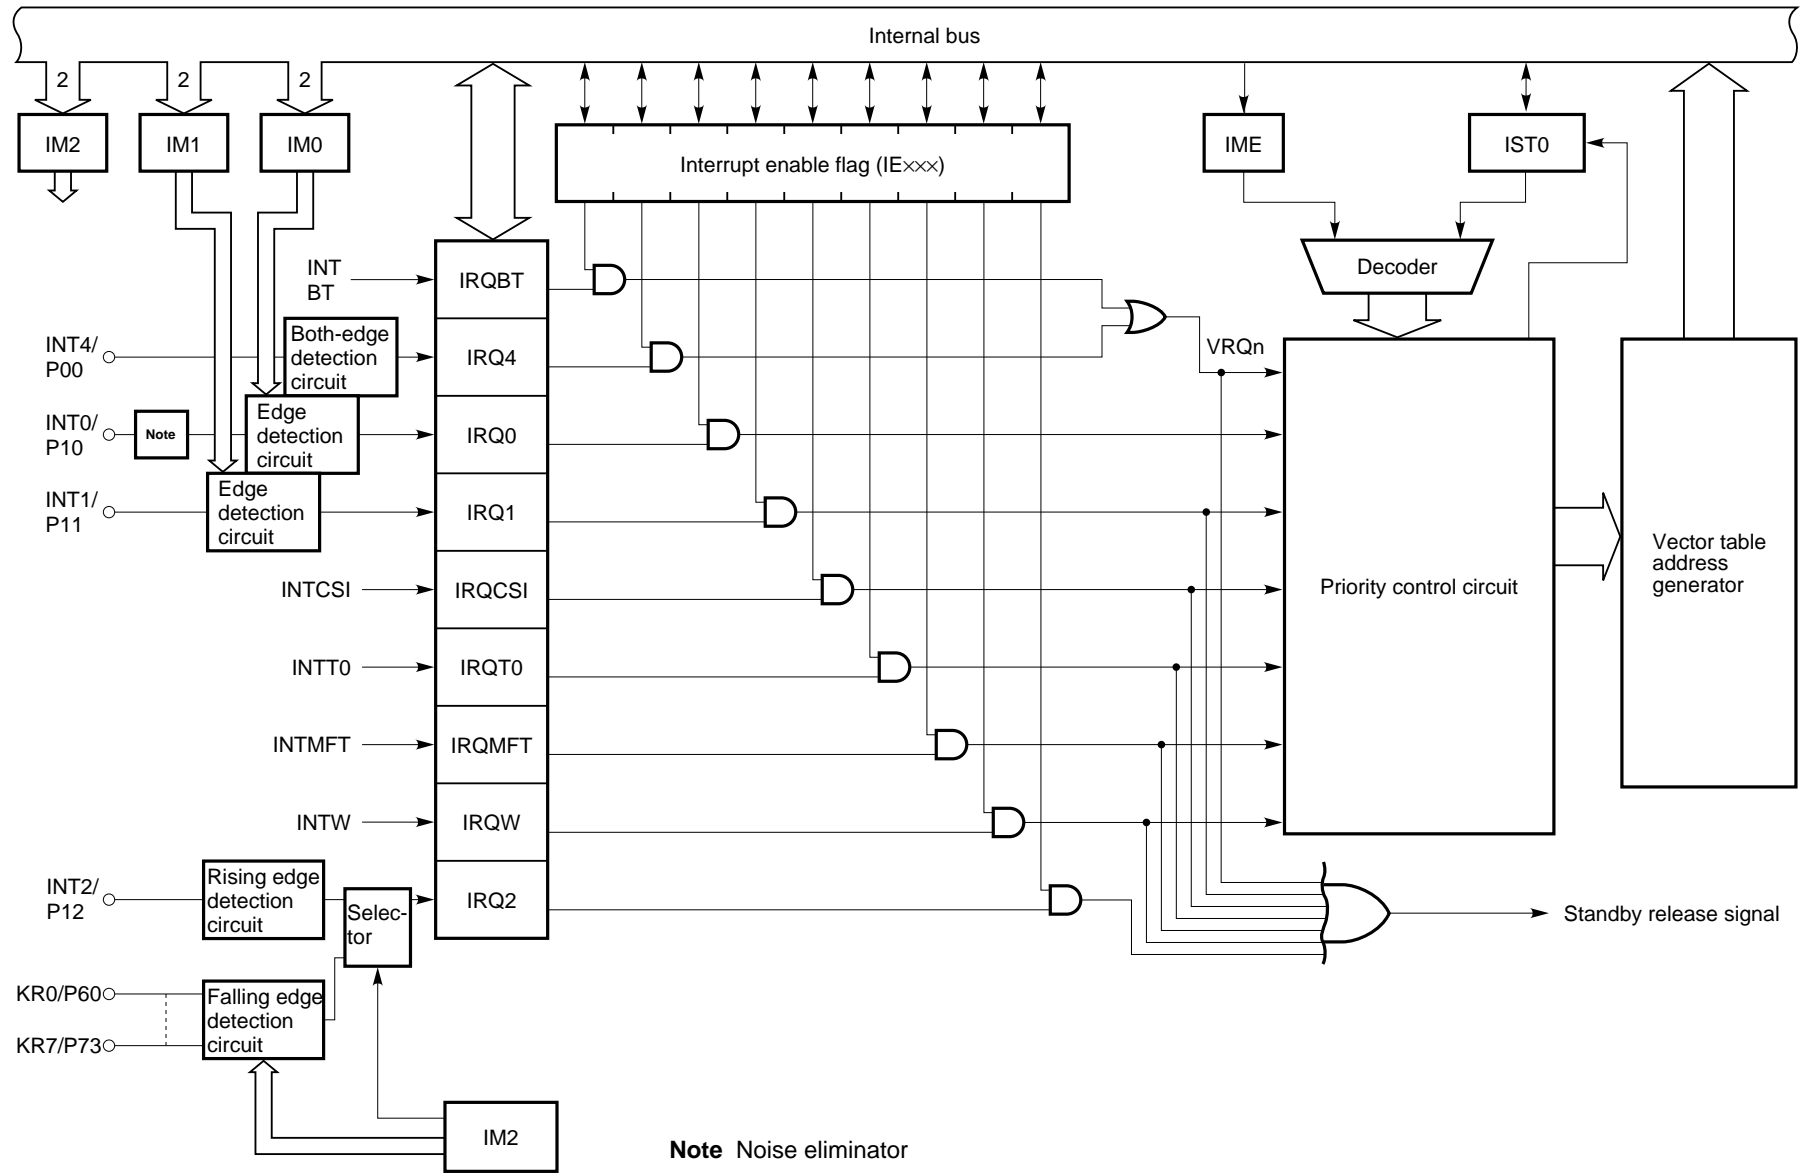 Internal bus
2
2
2
IM2
IM1
IM0
Interrupt enable flag (IE×××)
IME
IST0
Decoder
INT
BT
IRQBT
INT4/
P00
Both-edge
detection
circuit
IRQ4
VRQn
INT0/
P10
Note
Edge
detection
circuit
IRQ0
INT1/
P11
Edge
detection
circuit
IRQ1
INTCSI
IRQCSI
Priority control circuit
Vector table
address
generator
INTT0
IRQT0
INTMFT
IRQMFT
INTW
IRQW
INT2/
P12
Rising edge
detection
circuit
Selec-
tor
IRQ2
Standby release signal
KR0/P60
KR7/P73
Falling edge
detection
circuit
IM2
Note Noise eliminator